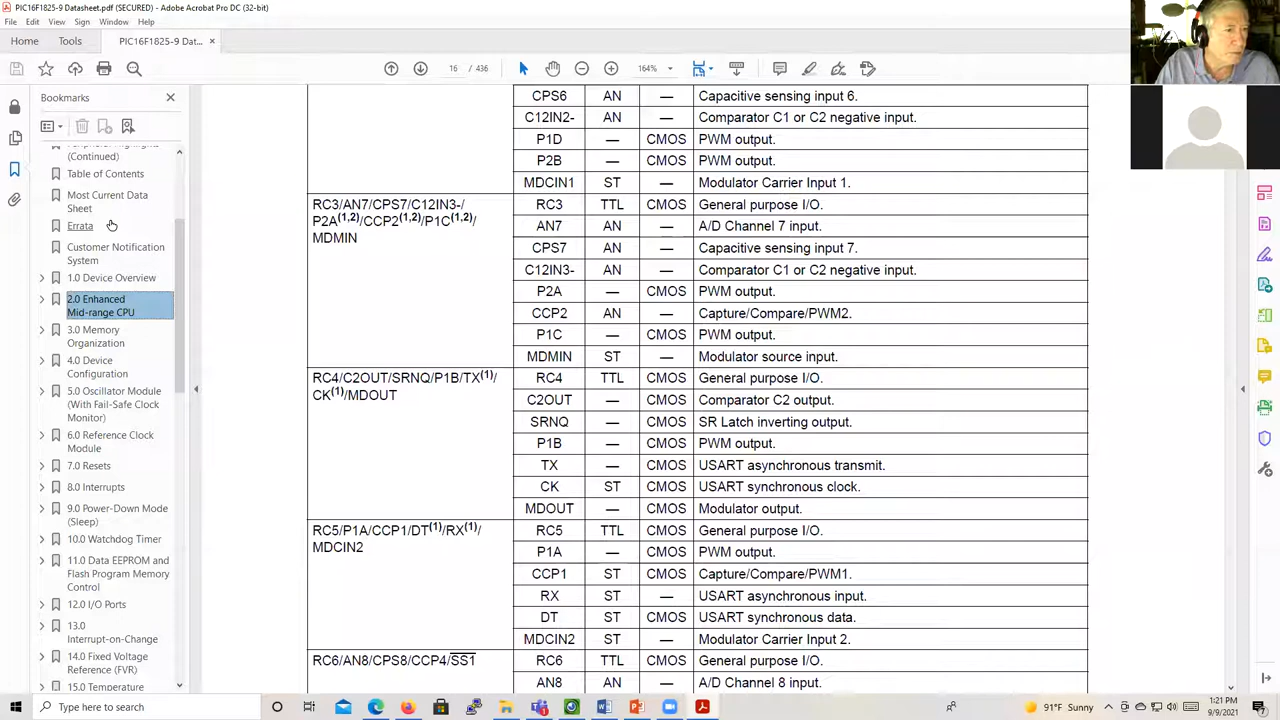 PIC16F1825-9 Datasheet.pdf (SECURED) - Adobe Acrobat Pro DC (32-bit)
File Edit View Sign Window Help
Home Tools PIC16F1825-9 Dat... ×
16 / 436 164%
Bookmarks
(Continued)
Table of Contents
Most Current Data
Sheet
Errata
Customer Notification
System
1.0 Device Overview
2.0 Enhanced
Mid-range CPU
3.0 Memory
Organization
4.0 Device
Configuration
5.0 Oscillator Module
(With Fail-Safe Clock
Monitor)
6.0 Reference Clock
Module
7.0 Resets
8.0 Interrupts
9.0 Power-Down Mode
(Sleep)
10.0 Watchdog Timer
11.0 Data EEPROM and
Flash Program Memory
Control
12.0 I/O Ports
13.0
Interrupt-on-Change
14.0 Fixed Voltage
Reference (FVR)
15.0 Temperature
CPS6 AN — Capacitive sensing input 6.
C12IN2- AN — Comparator C1 or C2 negative input.
P1D — CMOS PWM output.
P2B — CMOS PWM output.
MDCIN1 ST — Modulator Carrier Input 1.
RC3/AN7/CPS7/C12IN3-/
P2A(1,2)/CCP2(1,2)/P1C(1,2)/
MDMIN
RC3 TTL CMOS General purpose I/O.
AN7 AN — A/D Channel 7 input.
CPS7 AN — Capacitive sensing input 7.
C12IN3- AN — Comparator C1 or C2 negative input.
P2A — CMOS PWM output.
CCP2 AN — Capture/Compare/PWM2.
P1C — CMOS PWM output.
MDMIN ST — Modulator source input.
RC4/C2OUT/SRNQ/P1B/TX(1)/
CK(1)/MDOUT
RC4 TTL CMOS General purpose I/O.
C2OUT — CMOS Comparator C2 output.
SRNQ — CMOS SR Latch inverting output.
P1B — CMOS PWM output.
TX — CMOS USART asynchronous transmit.
CK ST CMOS USART synchronous clock.
MDOUT — CMOS Modulator output.
RC5/P1A/CCP1/DT(1)/RX(1)/
MDCIN2
RC5 TTL CMOS General purpose I/O.
P1A — CMOS PWM output.
CCP1 ST CMOS Capture/Compare/PWM1.
RX ST — USART asynchronous input.
DT ST CMOS USART synchronous data.
MDCIN2 ST — Modulator Carrier Input 2.
RC6/AN8/CPS8/CCP4/SS1
RC6 TTL CMOS General purpose I/O.
AN8 AN — A/D Channel 8 input.
Type here to search
91°F Sunny
1:21 PM
9/9/2021